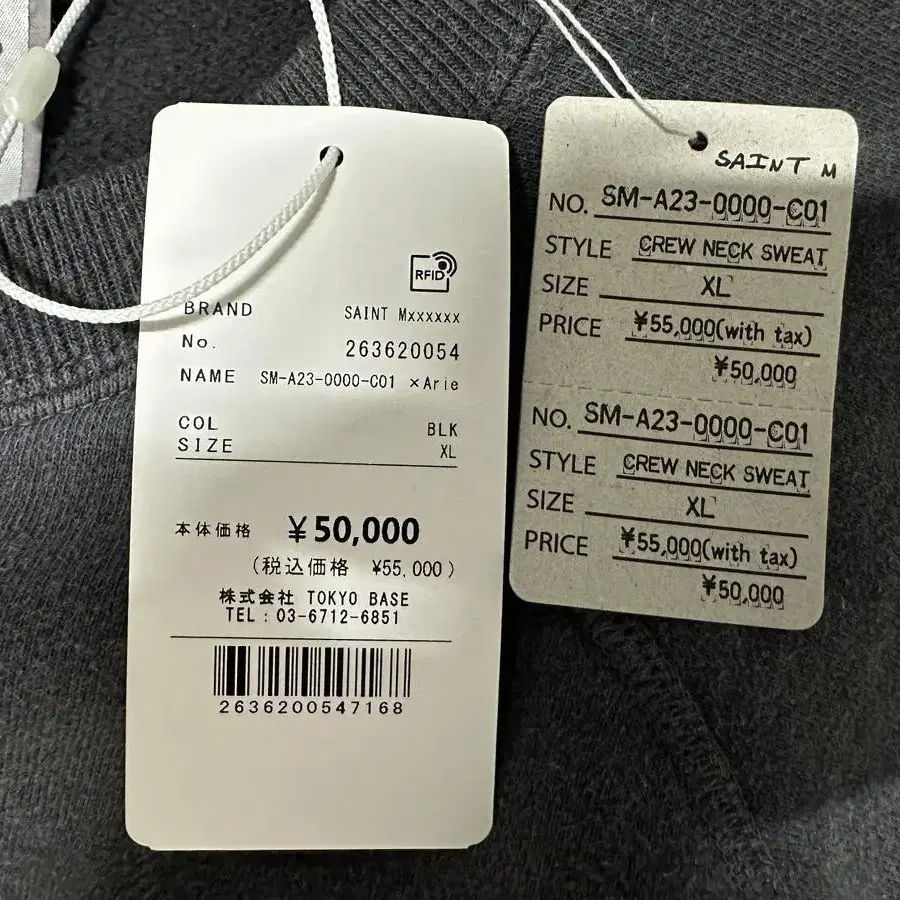 RFID
BRAND SAINT Mxxxxxx
No. 263620054
NAME SM-A23-0000-C01 ×Arie
COL BLK
SIZE XL
本体価格 ¥50,000
(税込価格 ¥55,000)
株式会社 TOKYO BASE
TEL : 03-6712-6851
2636200547168
SAINT M
NO. SM-A23-0000-C01
STYLE CREW NECK SWEAT
SIZE XL
PRICE ¥55,000(with tax)
¥50,000
NO. SM-A23-0000-C01
STYLE CREW NECK SWEAT
SIZE XL
PRICE ¥55,000(with tax)
¥50,000